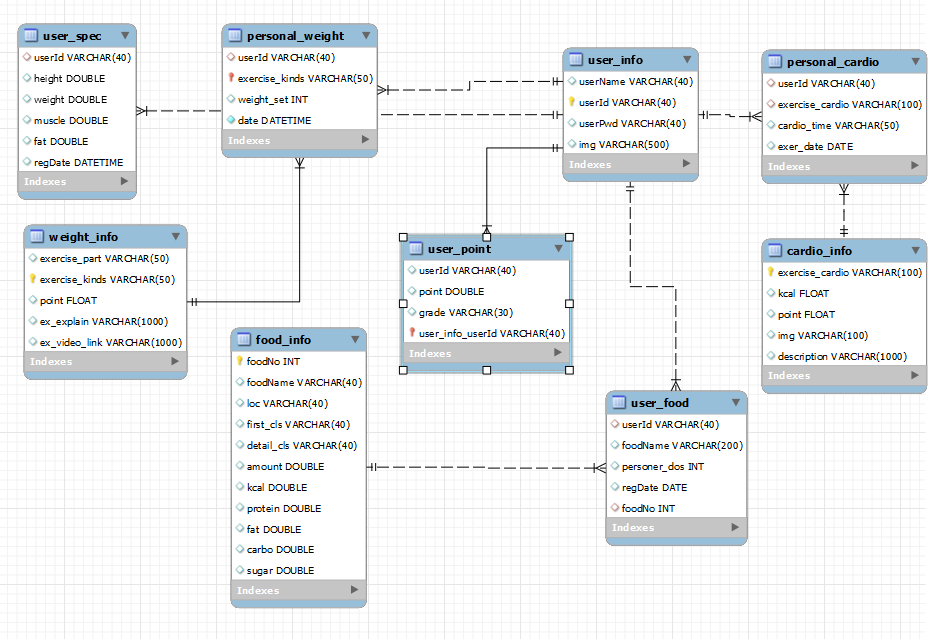 user_spec
userId VARCHAR(40)
height DOUBLE
weight DOUBLE
muscle DOUBLE
fat DOUBLE
regDate DATETIME
Indexes
personal_weight
userId VARCHAR(40)
exercise_kinds VARCHAR(50)
weight_set INT
date DATETIME
Indexes
user_info
userName VARCHAR(40)
userId VARCHAR(40)
userPwd VARCHAR(40)
img VARCHAR(500)
Indexes
personal_cardio
userId VARCHAR(40)
exercise_cardio VARCHAR(100)
cardio_time VARCHAR(50)
exer_date DATE
Indexes
weight_info
exercise_part VARCHAR(50)
exercise_kinds VARCHAR(50)
point FLOAT
ex_explain VARCHAR(1000)
ex_video_link VARCHAR(1000)
Indexes
user_point
userId VARCHAR(40)
point DOUBLE
grade VARCHAR(30)
user_info_userId VARCHAR(40)
Indexes
cardio_info
exercise_cardio VARCHAR(100)
kcal FLOAT
point FLOAT
img VARCHAR(100)
description VARCHAR(1000)
Indexes
food_info
foodNo INT
foodName VARCHAR(40)
loc VARCHAR(40)
first_cls VARCHAR(40)
detail_cls VARCHAR(40)
amount DOUBLE
kcal DOUBLE
protein DOUBLE
fat DOUBLE
carbo DOUBLE
sugar DOUBLE
Indexes
user_food
userId VARCHAR(40)
foodName VARCHAR(200)
personer_dos INT
regDate DATE
foodNo INT
Indexes